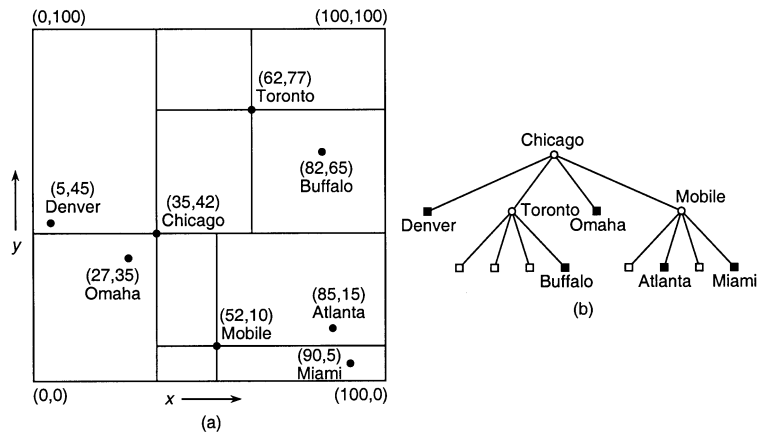 (0,100)
(100,100)
(62,77)
Toronto
(82,65)
Buffalo
(5,45)
Denver
(35,42)
Chicago
y
(27,35)
Omaha
(52,10)
Mobile
(85,15)
Atlanta
(90,5)
Miami
(0,0)
x
(100,0)
(a)
Chicago
Denver
Toronto
Omaha
Mobile
Buffalo
Atlanta
Miami
(b)